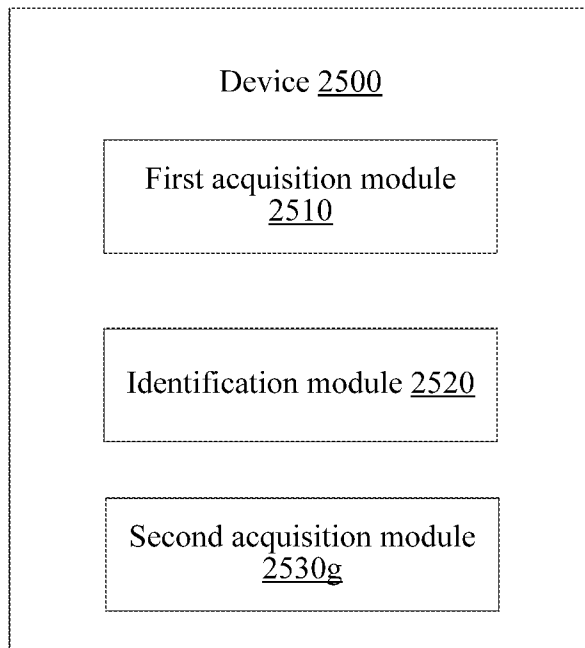 Device 2500
First acquisition module
2510
Identification module 2520
Second acquisition module
2530g